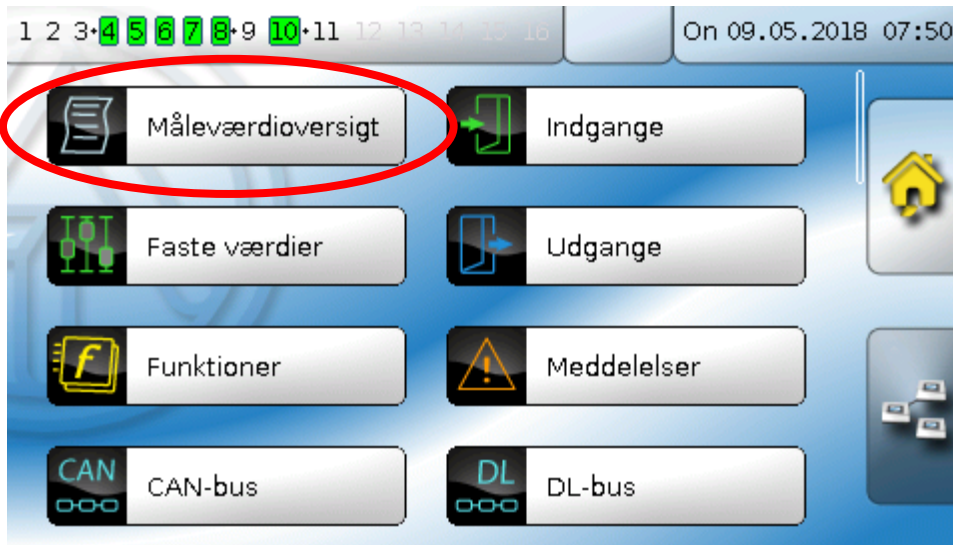 1 2 3·4 5 6 7 8·9 10·11 12 13 14 15 16 On 09.05.2018 07:50
Måleværdioversigt Indgange
Faste værdier Udgange
f Funktioner Meddelelser
CAN CAN-bus DL DL-bus